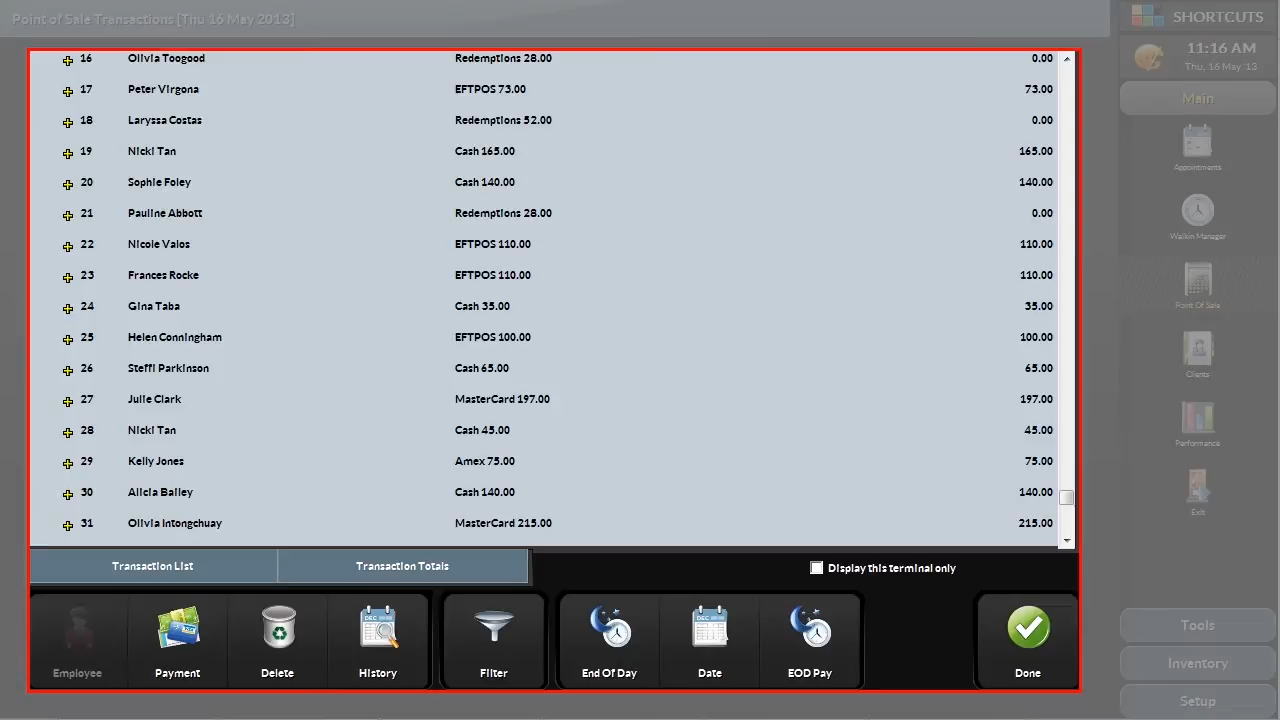 Point of Sale Transactions [Thu 16 May 2013]
SHORTCUTS
11:16 AM
Thu, 16 May '13
Main
Appointments
Walkin Manager
Point Of Sale
Clients
Performance
Exit
Tools
Inventory
Setup
16 Olivia Toogood Redemptions 28.00 0.00
17 Peter Virgona EFTPOS 73.00 73.00
18 Laryssa Costas Redemptions 52.00 0.00
19 Nicki Tan Cash 165.00 165.00
20 Sophie Foley Cash 140.00 140.00
21 Pauline Abbott Redemptions 28.00 0.00
22 Nicole Valos EFTPOS 110.00 110.00
23 Frances Rocke EFTPOS 110.00 110.00
24 Gina Taba Cash 35.00 35.00
25 Helen Conningham EFTPOS 100.00 100.00
26 Steffi Parkinson Cash 65.00 65.00
27 Julie Clark MasterCard 197.00 197.00
28 Nicki Tan Cash 45.00 45.00
29 Kelly Jones Amex 75.00 75.00
30 Alicia Bailey Cash 140.00 140.00
31 Olivia Intongchuay MasterCard 215.00 215.00
Transaction List Transaction Totals Display this terminal only
DEC DEC
Employee Payment Delete History Filter End Of Day Date EOD Pay Done